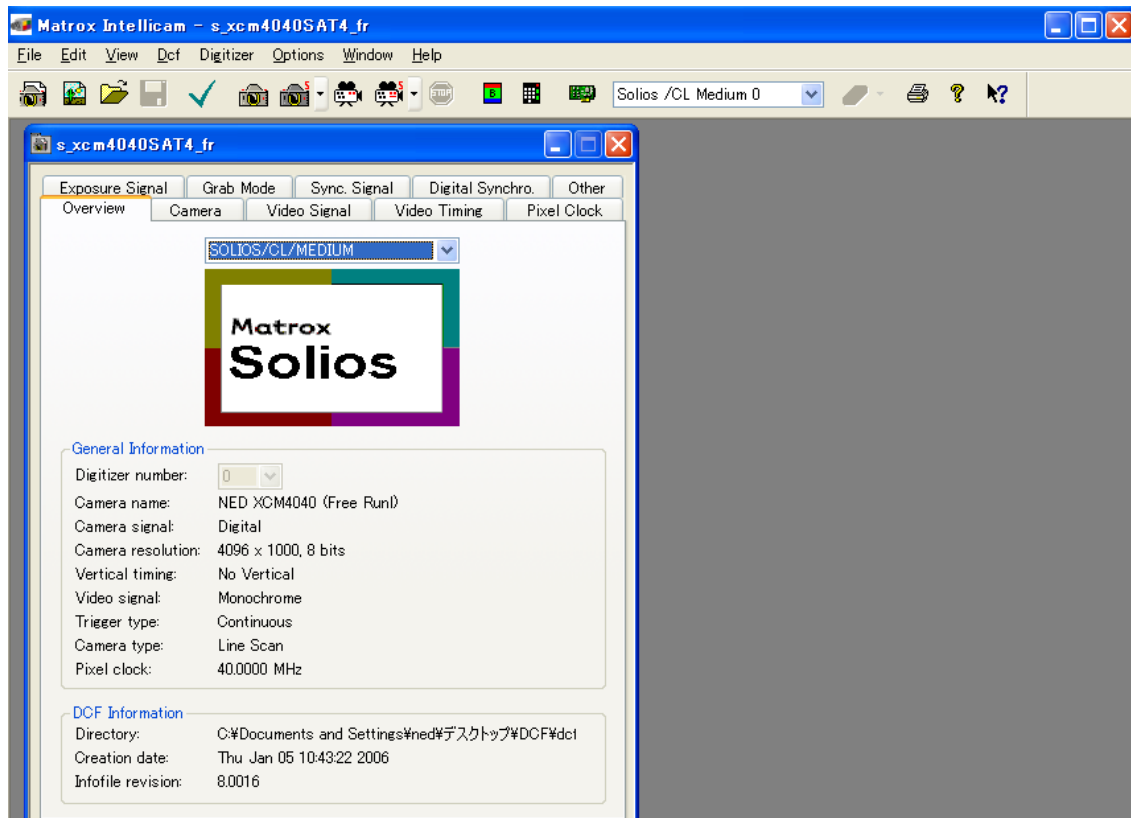 Matrox Intellicam - s_xcm4040SAT4_fr
File Edit View Dcf Digitizer Options Window Help
STOP B Solios /CL Medium 0
s_xcm4040SAT4_fr
Exposure Signal Grab Mode Sync. Signal Digital Synchro. Other
Overview Camera Video Signal Video Timing Pixel Clock
SOLIOS/CL/MEDIUM
Matrox
Solios
General Information
Digitizer number: 0
Camera name: NED XCM4040 (Free Runl)
Camera signal: Digital
Camera resolution: 4096 x 1000, 8 bits
Vertical timing: No Vertical
Video signal: Monochrome
Trigger type: Continuous
Camera type: Line Scan
Pixel clock: 40.0000 MHz
DCF Information
Directory: C:¥Documents and Settings¥ned¥デスクトップ¥DCF¥dcf
Creation date: Thu Jan 05 10:43:22 2006
Infofile revision: 8.0016